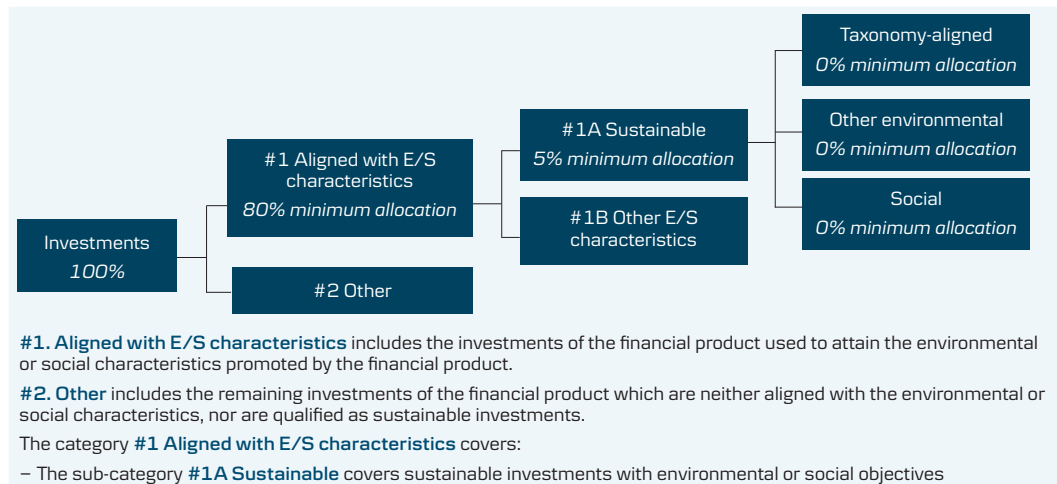 Taxonomy-aligned
0% minimum allocation
#1A Sustainable
5% minimum allocation
Other environmental
0% minimum allocation
#1 Aligned with E/S
characteristics
80% minimum allocation
Social
0% minimum allocation
#1B Other E/S
characteristics
Investments
100%
#2 Other
#1. Aligned with E/S characteristics includes the investments of the financial product used to attain the environmental
or social characteristics promoted by the financial product.
#2. Other includes the remaining investments of the financial product which are neither aligned with the environmental or
social characteristics, nor are qualified as sustainable investments.
The category #1 Aligned with E/S characteristics covers:
– The sub-category #1A Sustainable covers sustainable investments with environmental or social objectives